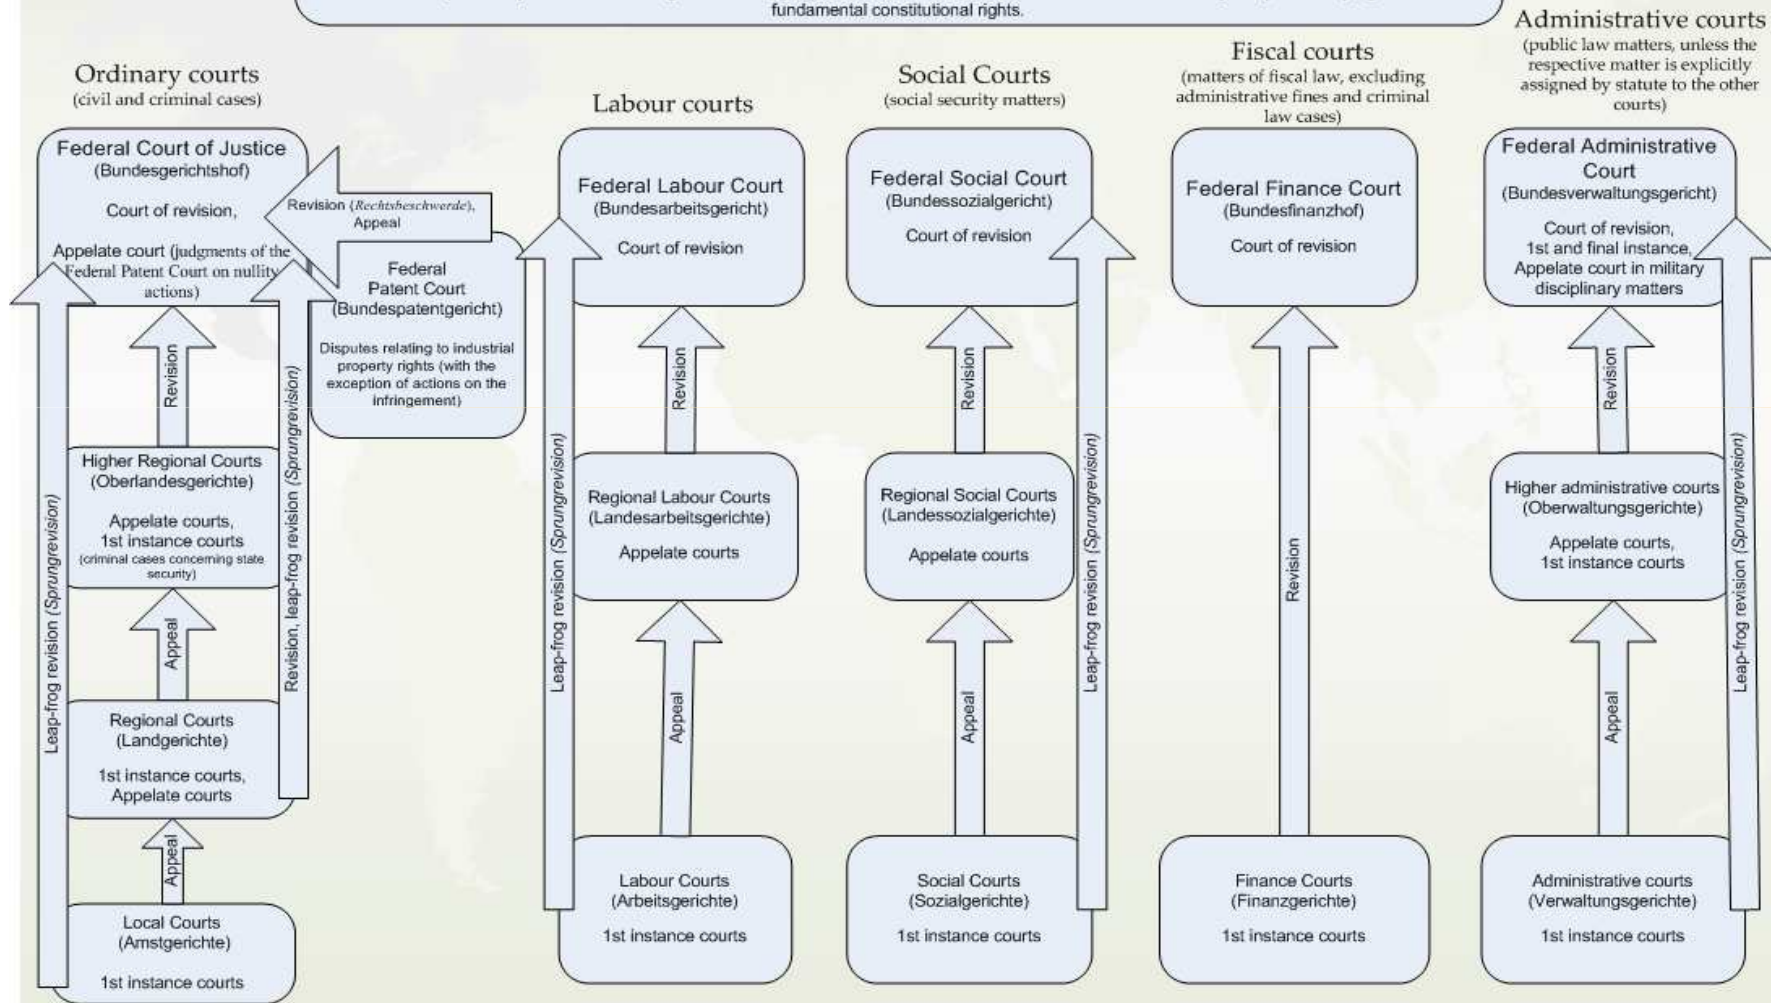 fundamental constitutional rights.
Ordinary courts
(civil and criminal cases)
Federal Court of Justice
(Bundesgerichtshof)
Court of revision,
Appelate court (judgments of the
Federal Patent Court on nullity
actions)
Revision (Rechtsbeschwerde),
Appeal
Federal
Patent Court
(Bundespatentgericht)
Disputes relating to industrial
property rights (with the
exception of actions on the
infringement)
Revision
Higher Regional Courts
(Oberlandesgerichte)
Appelate courts,
1st instance courts
(criminal cases concerning state
security)
Appeal
Regional Courts
(Landgerichte)
1st instance courts,
Appelate courts
Appeal
Local Courts
(Amstgerichte)
1st instance courts
Leap-frog revision (Sprungrevision)
Revision, leap-frog revision (Sprungrevision)
Labour courts
Federal Labour Court
(Bundesarbeitsgericht)
Court of revision
Revision
Regional Labour Courts
(Landesarbeitsgerichte)
Appelate courts
Appeal
Labour Courts
(Arbeitsgerichte)
1st instance courts
Leap-frog revision (Sprungrevision)
Social Courts
(social security matters)
Federal Social Court
(Bundessozialgericht)
Court of revision
Revision
Regional Social Courts
(Landessozialgerichte)
Appelate courts
Appeal
Social Courts
(Sozialgerichte)
1st instance courts
Leap-frog revision (Sprungrevision)
Fiscal courts
(matters of fiscal law, excluding
administrative fines and criminal
law cases)
Federal Finance Court
(Bundesfinanzhof)
Court of revision
Revision
Finance Courts
(Finanzgerichte)
1st instance courts
Administrative courts
(public law matters, unless the
respective matter is explicitly
assigned by statute to the other
courts)
Federal Administrative
Court
(Bundesverwaltungsgericht)
Court of revision,
1st and final instance,
Appelate court in military
disciplinary matters
Revision
Higher administrative courts
(Oberwaltungsgerichte)
Appelate courts,
1st instance courts
Appeal
Administrative courts
(Verwaltungsgerichte)
1st instance courts
Leap-frog revision (Sprungrevision)